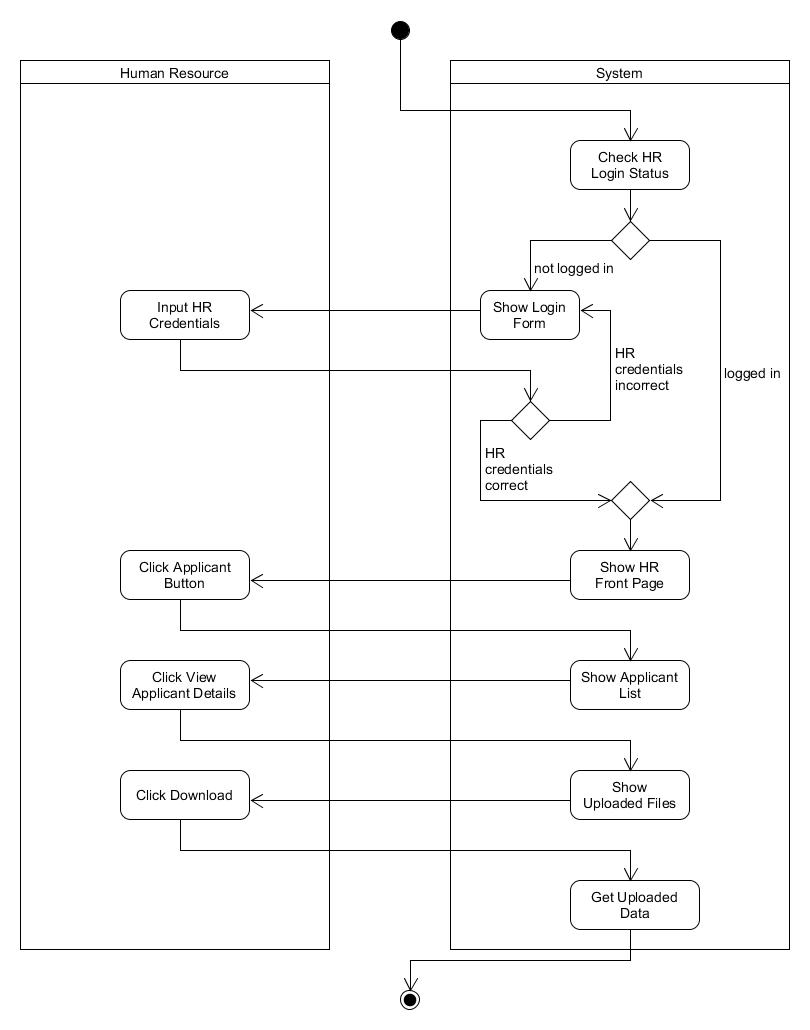 Human Resource
System
Check HR
Login Status
not logged in
Input HR
Credentials
Show Login
Form
HR
credentials
incorrect
logged in
HR
credentials
correct
Click Applicant
Button
Show HR
Front Page
Click View
Applicant Details
Show Applicant
List
Click Download
Show
Uploaded Files
Get Uploaded
Data